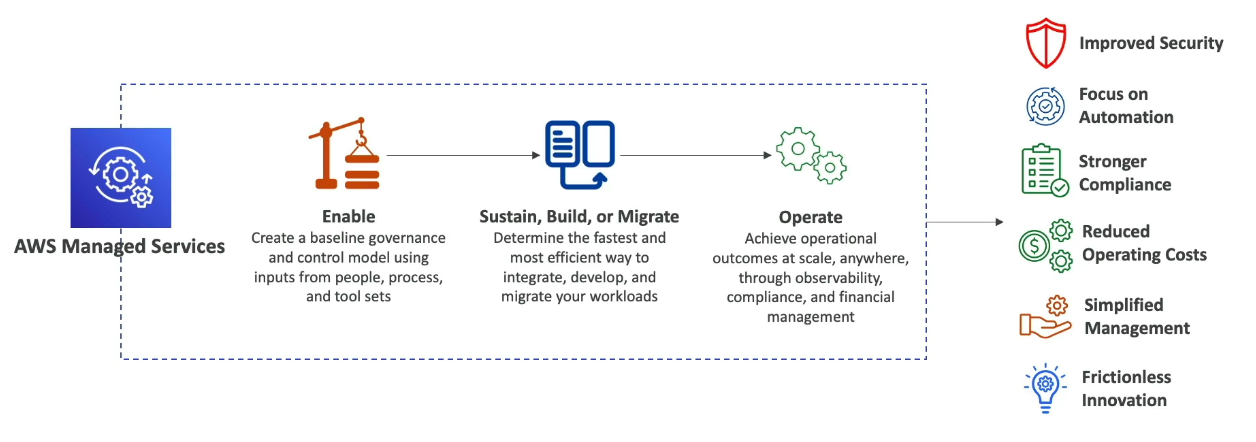 AWS Managed Services
Enable
Create a baseline governance
and control model using
inputs from people, process,
and tool sets
Sustain, Build, or Migrate
Determine the fastest and
most efficient way to
integrate, develop, and
migrate your workloads
Operate
Achieve operational
outcomes at scale, anywhere,
through observability,
compliance, and financial
management
Improved Security
Focus on
Automation
Stronger
Compliance
$
Reduced
Operating Costs
Simplified
Management
Frictionless
Innovation